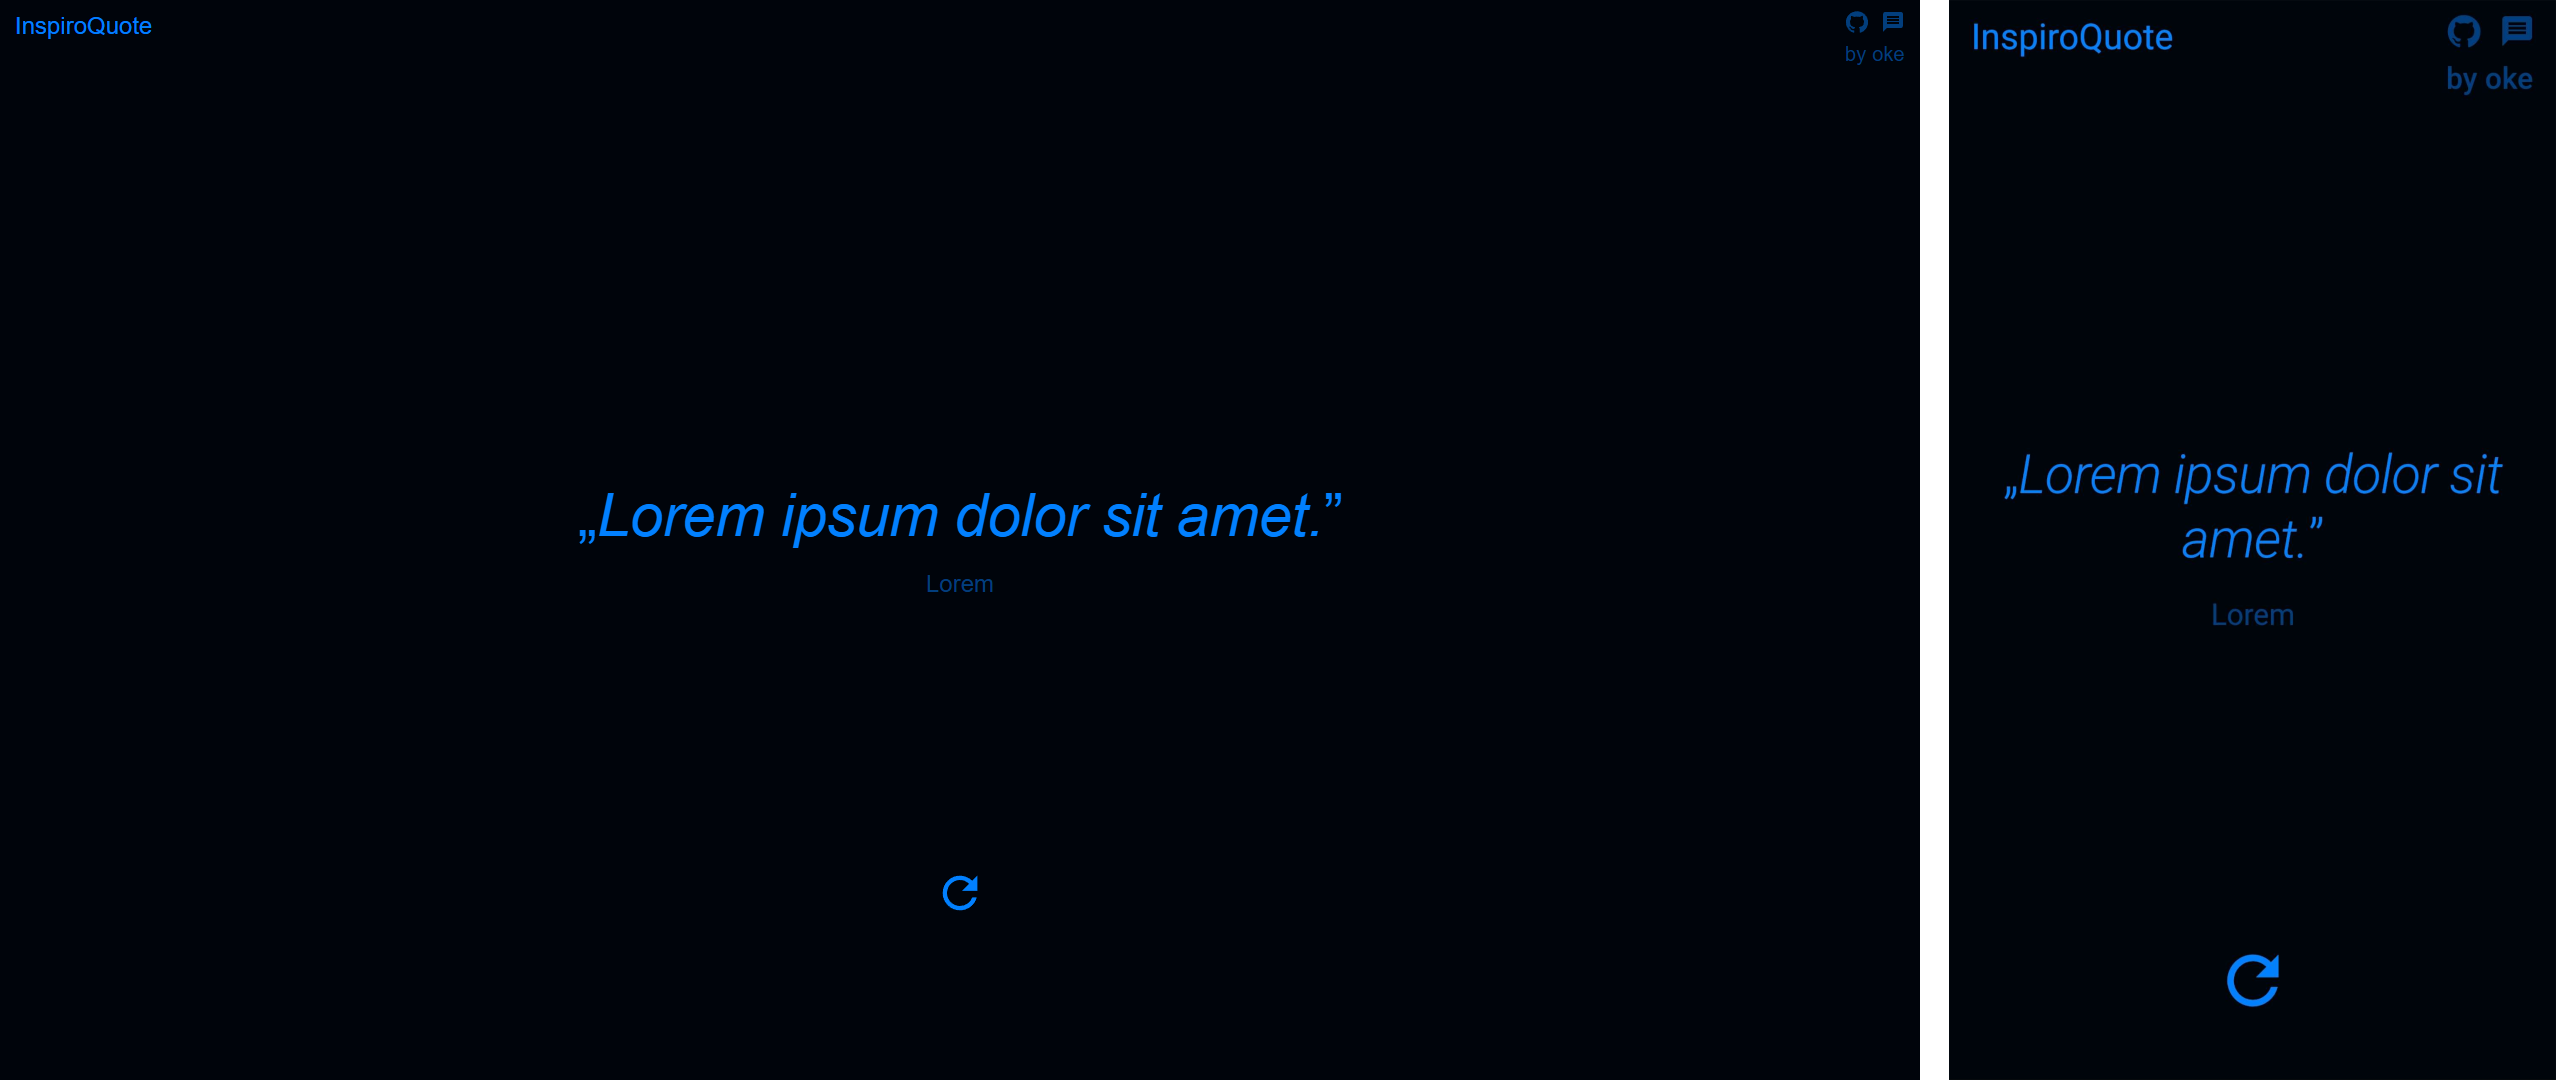 InspiroQuote
by oke
„Lorem ipsum dolor sit amet.”
Lorem
InspiroQuote
by oke
„Lorem ipsum dolor sit
amet.”
Lorem